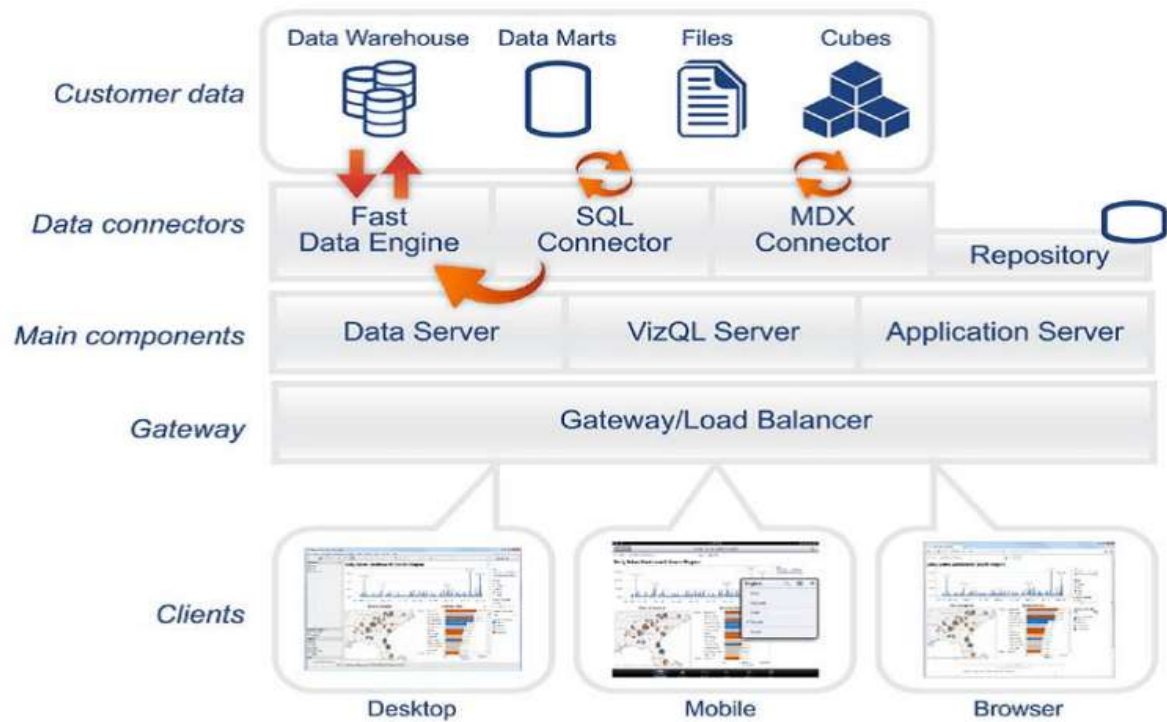 Data Warehouse
Data Marts
Files
Cubes
Customer data
Data connectors
Fast
Data Engine
SQL
Connector
MDX
Connector
Repository
Main components
Data Server
VizQL Server
Application Server
Gateway
Gateway/Load Balancer
Clients
Desktop
Mobile
Browser